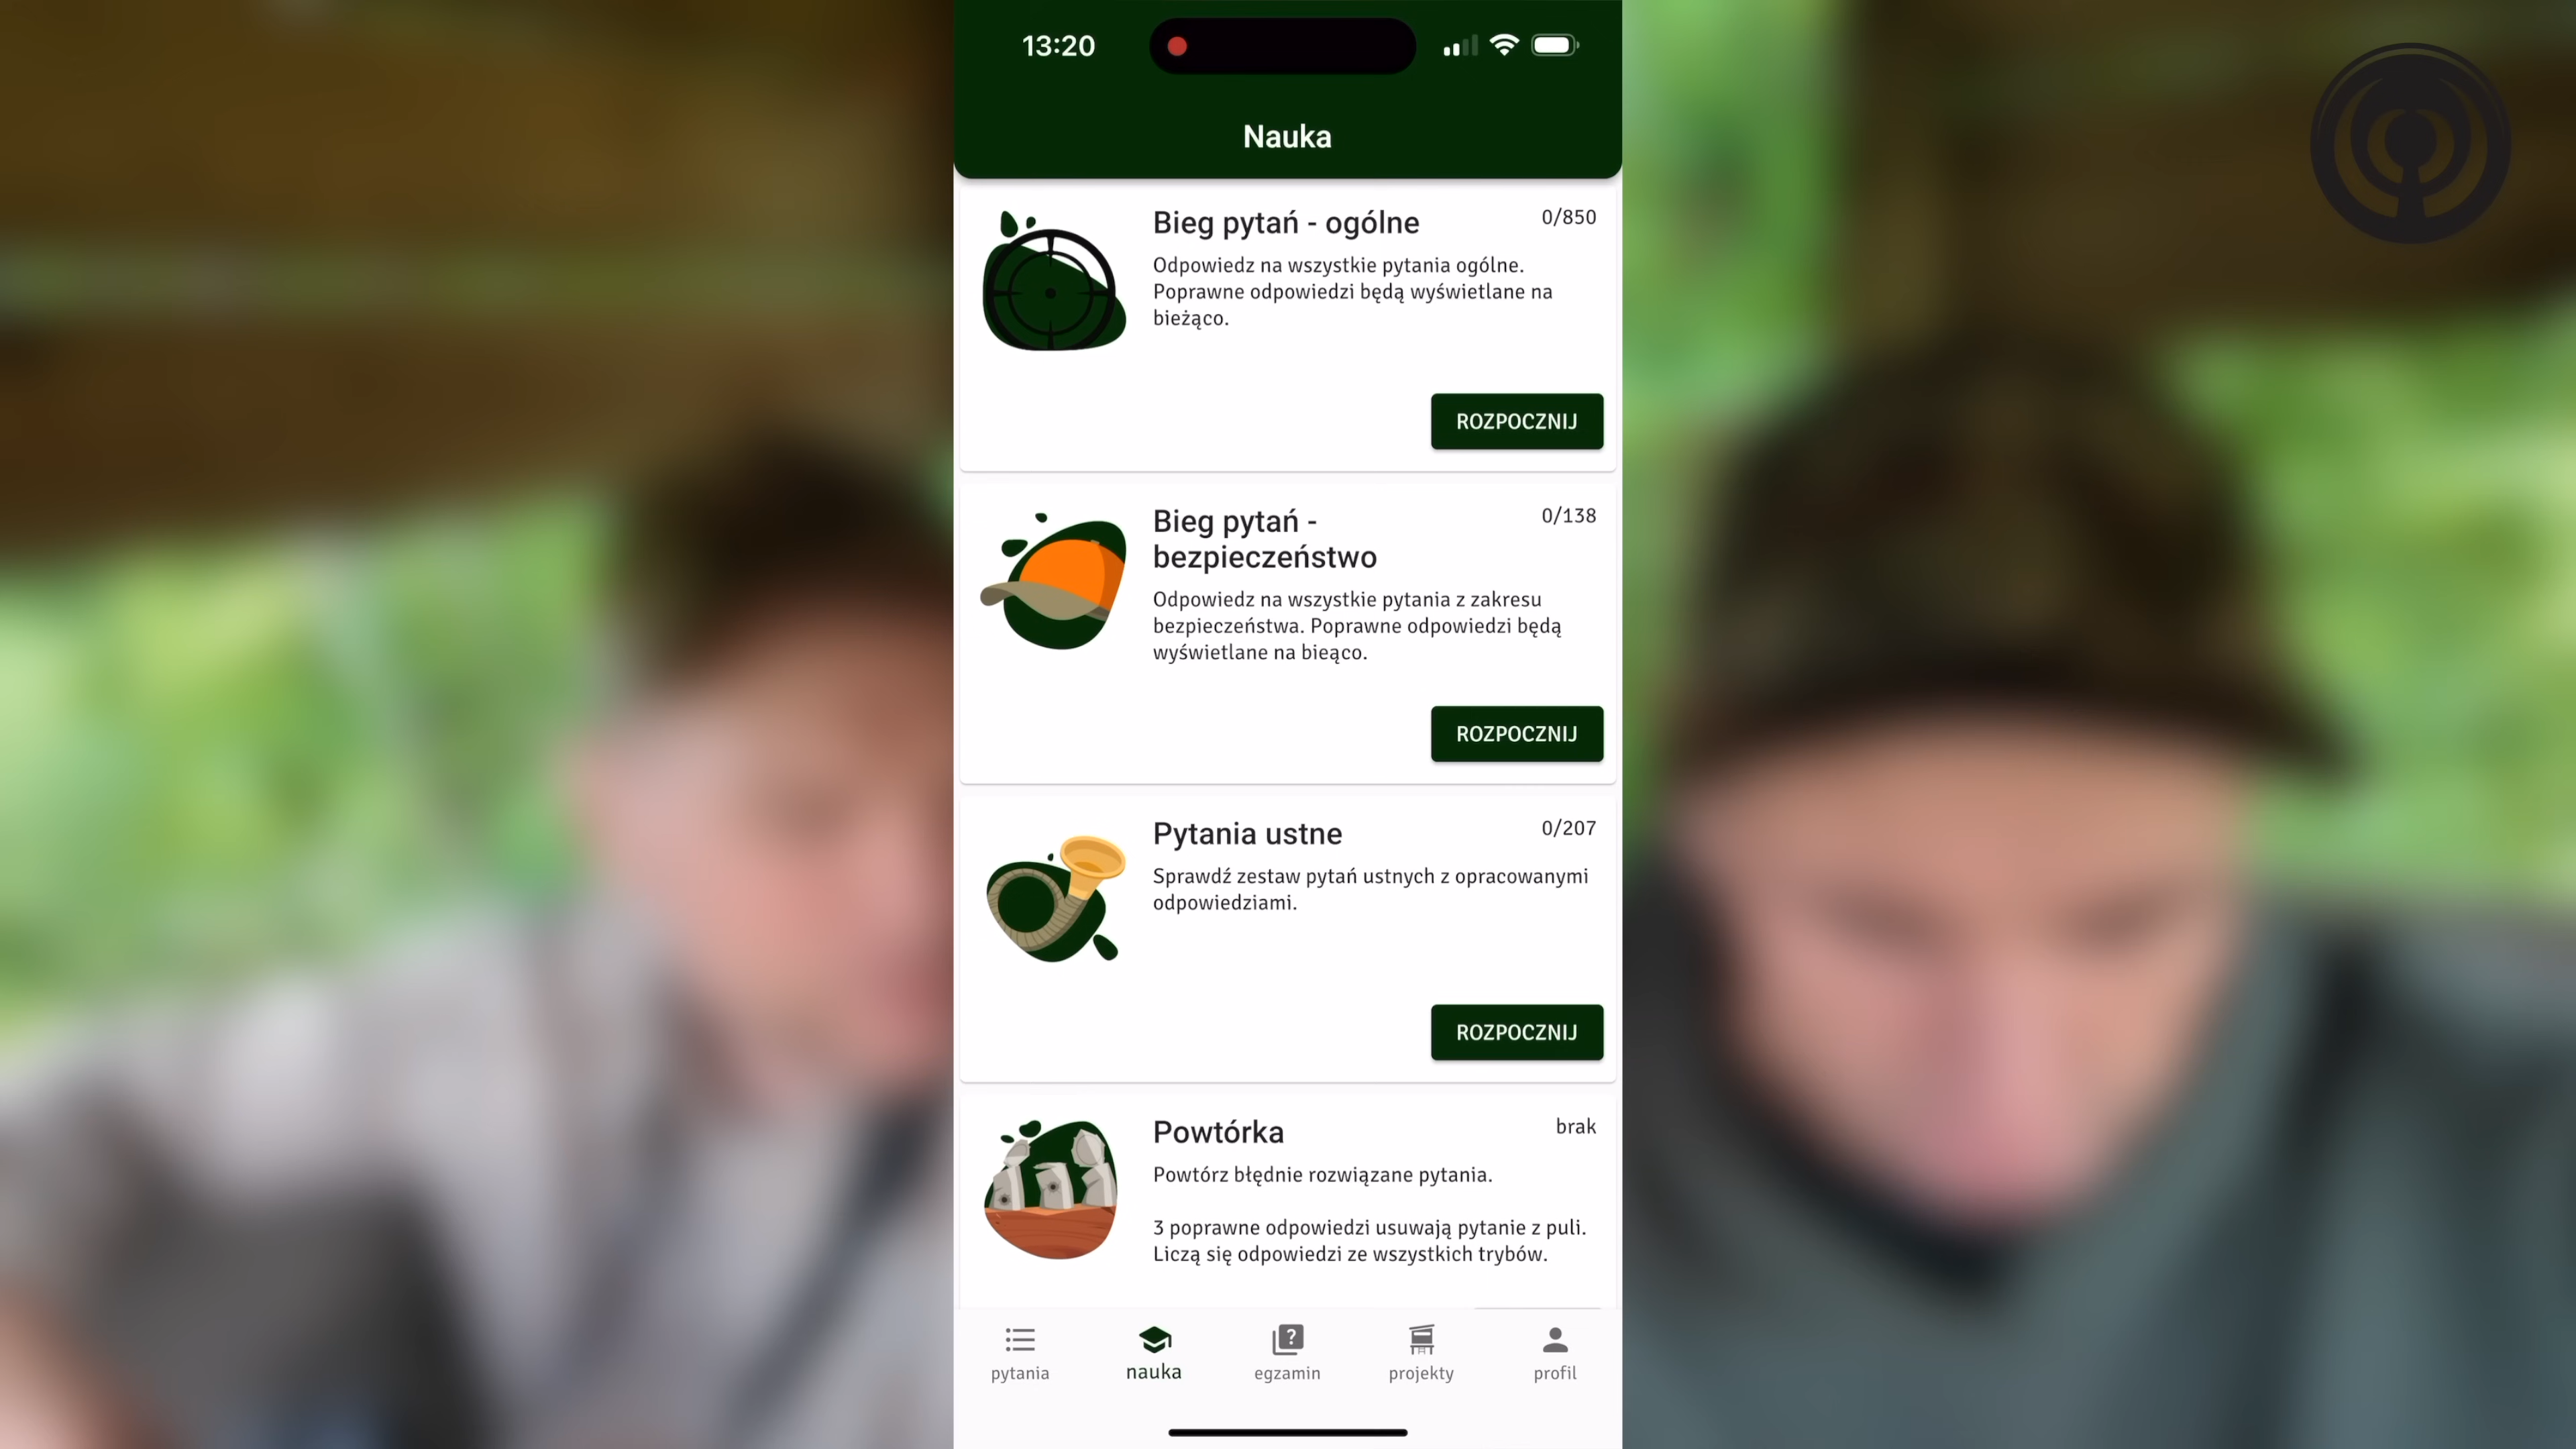 13:20
Nauka
Bieg pytań - ogólne
0/850
Odpowiedz na wszystkie pytania ogólne.
Poprawne odpowiedzi będą wyświetlane na
bieżąco.
ROZPOCZNIJ
Bieg pytań -
bezpieczeństwo
0/138
Odpowiedz na wszystkie pytania z zakresu
bezpieczeństwa. Poprawne odpowiedzi będą
wyświetlane na bieąco.
ROZPOCZNIJ
Pytania ustne
0/207
Sprawdź zestaw pytań ustnych z opracowanymi
odpowiedziami.
ROZPOCZNIJ
Powtórka
brak
Powtórz błędnie rozwiązane pytania.
3 poprawne odpowiedzi usuwają pytanie z puli.
Liczą się odpowiedzi ze wszystkich trybów.
pytania
nauka
egzamin
projekty
profil